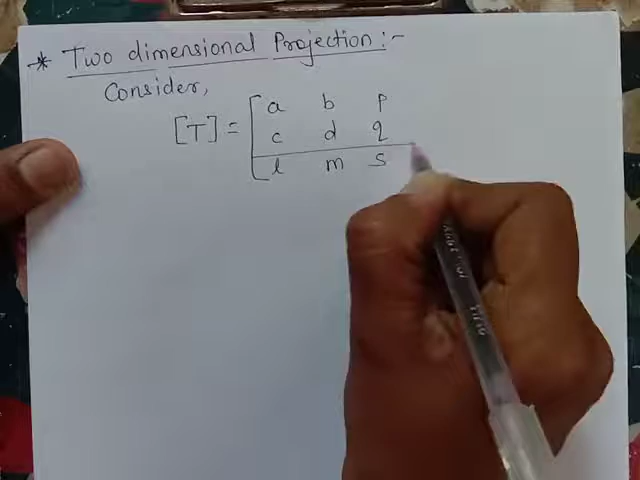 * Two dimensional Projection:-
Consider,
[T] = [ a b p
c d q
l m s